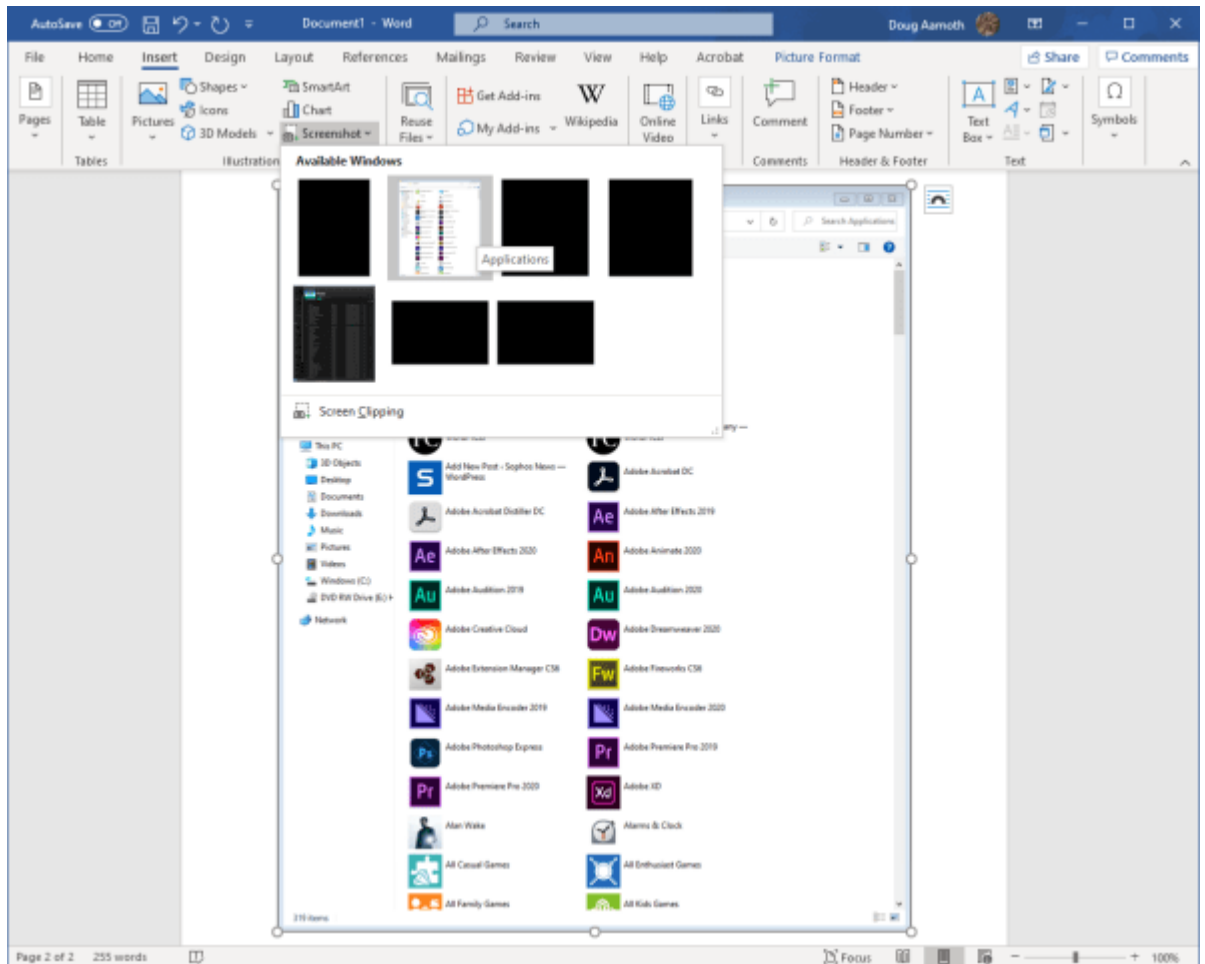 AutoSave Off Document1 - Word Search Doug Aamoth
File Home Insert Design Layout References Mailings Review View Help Acrobat Picture Format Share Comments
Pages
Table
Tables
Pictures
Shapes
Icons
3D Models
SmartArt
Chart
Screenshot
Illustration
Reuse
Files
Get Add-ins
My Add-ins
Wikipedia
Online
Video
Links
Comment
Comments
Header
Footer
Page Number
Header & Footer
Text
Box
Text
Symbols
Available Windows
Applications
Screen Clipping
Search Applications
This PC
3D Objects
Desktop
Documents
Downloads
Music
Pictures
Videos
Windows (C:)
DVD RW Drive (E:)
Network
Add New Post - Sophos News —
WordPress
Adobe Acrobat DC
Adobe Acrobat Distiller DC
Adobe After Effects 2019
Adobe After Effects 2020
Adobe Animate 2020
Adobe Audition 2019
Adobe Audition 2020
Adobe Creative Cloud
Adobe Dreamweaver 2020
Adobe Extension Manager CS6
Adobe Fireworks CS6
Adobe Media Encoder 2019
Adobe Media Encoder 2020
Adobe Photoshop Express
Adobe Premiere Pro 2019
Adobe Premiere Pro 2020
Adobe XD
Alan Wake
Alarms & Clock
All Casual Games
All Enthusiast Games
All Family Games
All Kids Games
319 items
Page 2 of 2 255 words Focus 100%